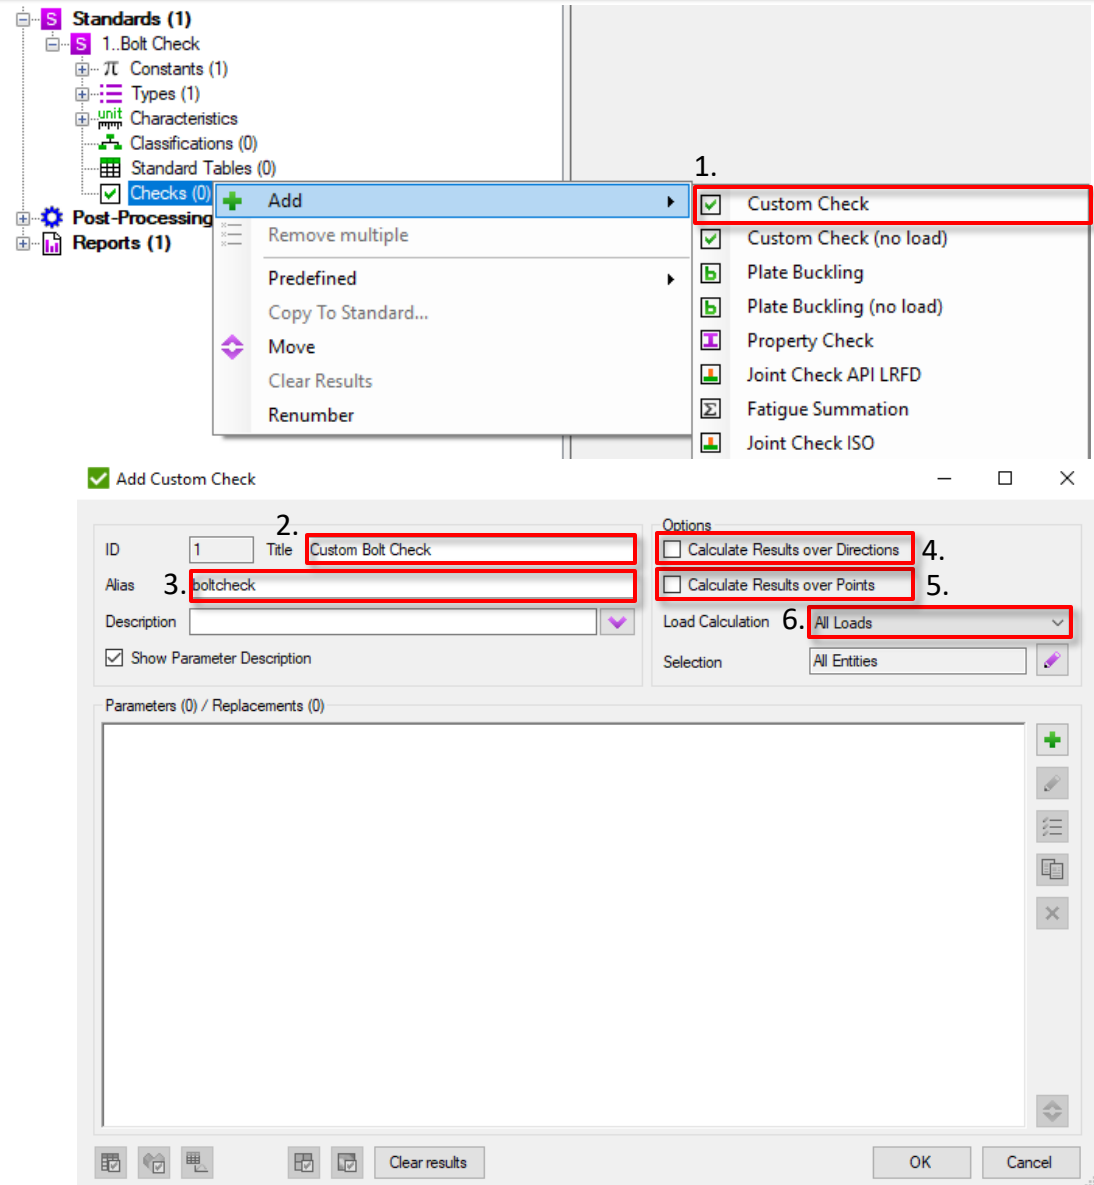 Standards (1)
1..Bolt Check
π Constants (1)
Types (1)
unit Characteristics
Classifications (0)
Standard Tables (0)
Checks (0)
Post-Processing
Reports (1)
Add
Remove multiple
Predefined
Copy To Standard...
Move
Clear Results
Renumber
1.
Custom Check
Custom Check (no load)
Plate Buckling
Plate Buckling (no load)
Property Check
Joint Check API LRFD
Fatigue Summation
Joint Check ISO
Add Custom Check
2.
ID 1 Title Custom Bolt Check
Alias 3. boltcheck
Description
Show Parameter Description
Options
Calculate Results over Directions 4.
Calculate Results over Points 5.
Load Calculation 6. All Loads
Selection All Entities
Parameters (0) / Replacements (0)
Clear results
OK
Cancel